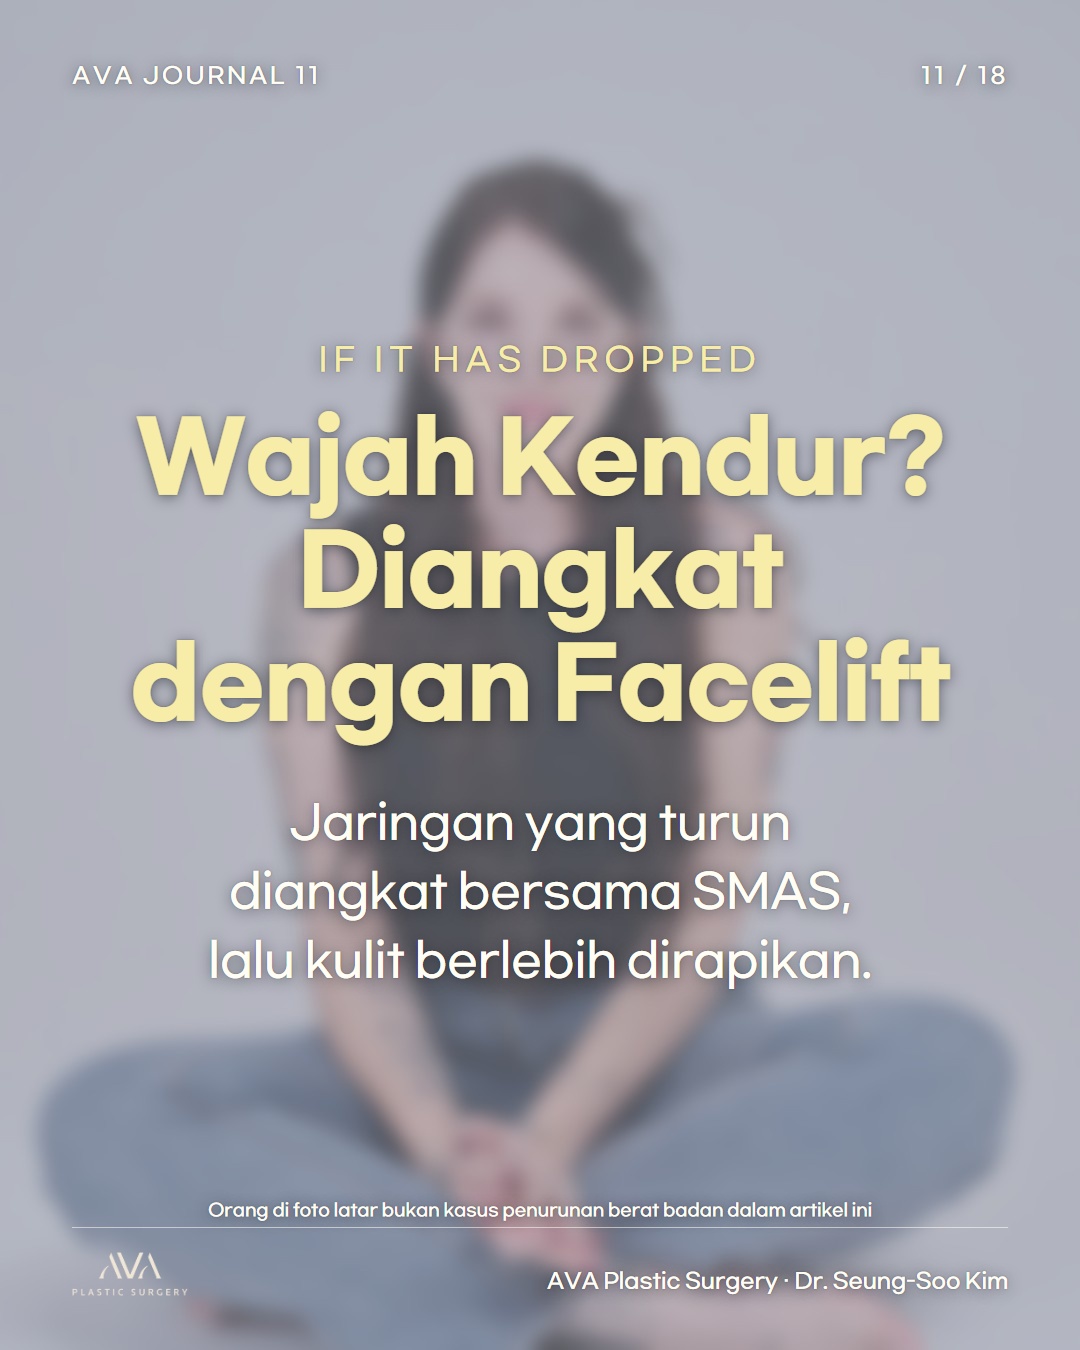 AVA JOURNAL 11
11 / 18
IF IT HAS DROPPED
Wajah Kendur?
Diangkat
dengan Facelift
Jaringan yang turun
diangkat bersama SMAS,
lalu kulit berlebih dirapikan.
Orang di foto latar bukan kasus penurunan berat badan dalam artikel ini
AVA
PLASTIC SURGERY
AVA Plastic Surgery · Dr. Seung-Soo Kim